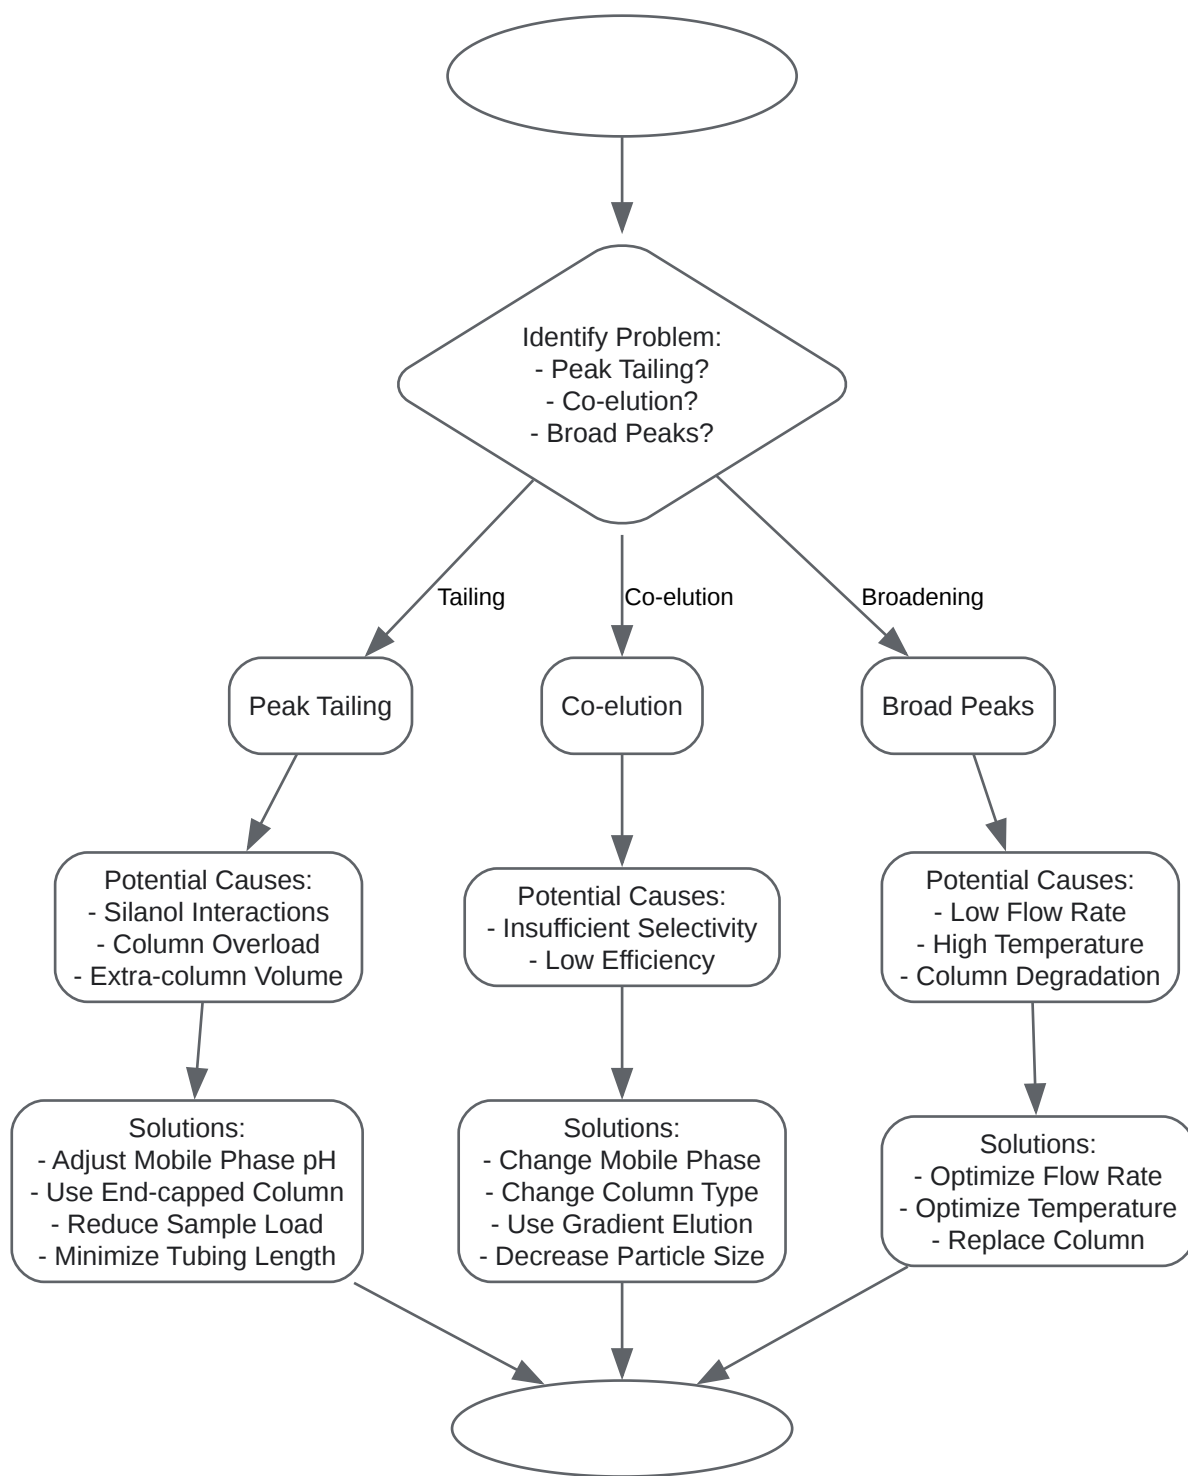 Identify Problem:
- Peak Tailing?
- Co-elution?
- Broad Peaks?
Tailing
Co-elution
Broadening
Peak Tailing
Co-elution
Broad Peaks
Potential Causes:
- Silanol Interactions
- Column Overload
- Extra-column Volume
Potential Causes:
- Insufficient Selectivity
- Low Efficiency
Potential Causes:
- Low Flow Rate
- High Temperature
- Column Degradation
Solutions:
- Adjust Mobile Phase pH
- Use End-capped Column
- Reduce Sample Load
- Minimize Tubing Length
Solutions:
- Change Mobile Phase
- Change Column Type
- Use Gradient Elution
- Decrease Particle Size
Solutions:
- Optimize Flow Rate
- Optimize Temperature
- Replace Column